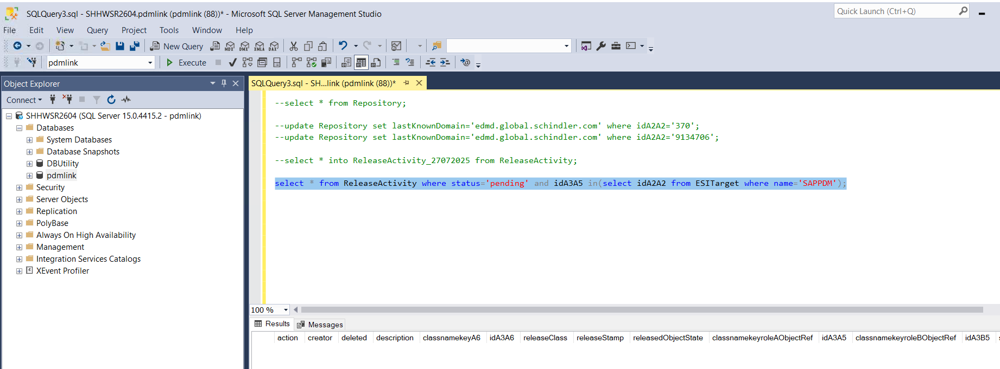 SQLQuery3.sql - SHHWSR2604.pdmlink (pdmlink (88))* - Microsoft SQL Server Management Studio
Quick Launch (Ctrl+Q)
File Edit View Query Project Tools Window Help
New Query MDX DMX XMLA DAX
pdmlink Execute
Object Explorer
Connect
SHHWSR2604 (SQL Server 15.0.4415.2 - pdmlink)
Databases
System Databases
Database Snapshots
DBUtility
pdmlink
Security
Server Objects
Replication
PolyBase
Always On High Availability
Management
Integration Services Catalogs
XEvent Profiler
SQLQuery3.sql - SH...link (pdmlink (88))*
--select * from Repository;
--update Repository set lastKnownDomain='edmd.global.schindler.com' where idA2A2='370';
--update Repository set lastKnownDomain='edmd.global.schindler.com' where idA2A2='9134706';
--select * into ReleaseActivity_27072025 from ReleaseActivity;
select * from ReleaseActivity where status='pending' and idA3A5 in(select idA2A2 from ESITarget where name='SAPPDM');
100 %
Results Messages
action creator deleted description classnamekeyA6 idA3A6 releaseClass releaseStamp releasedObjectState classnamekeyroleAObjectRef idA3A5 classnamekeyroleBObjectRef idA3B5